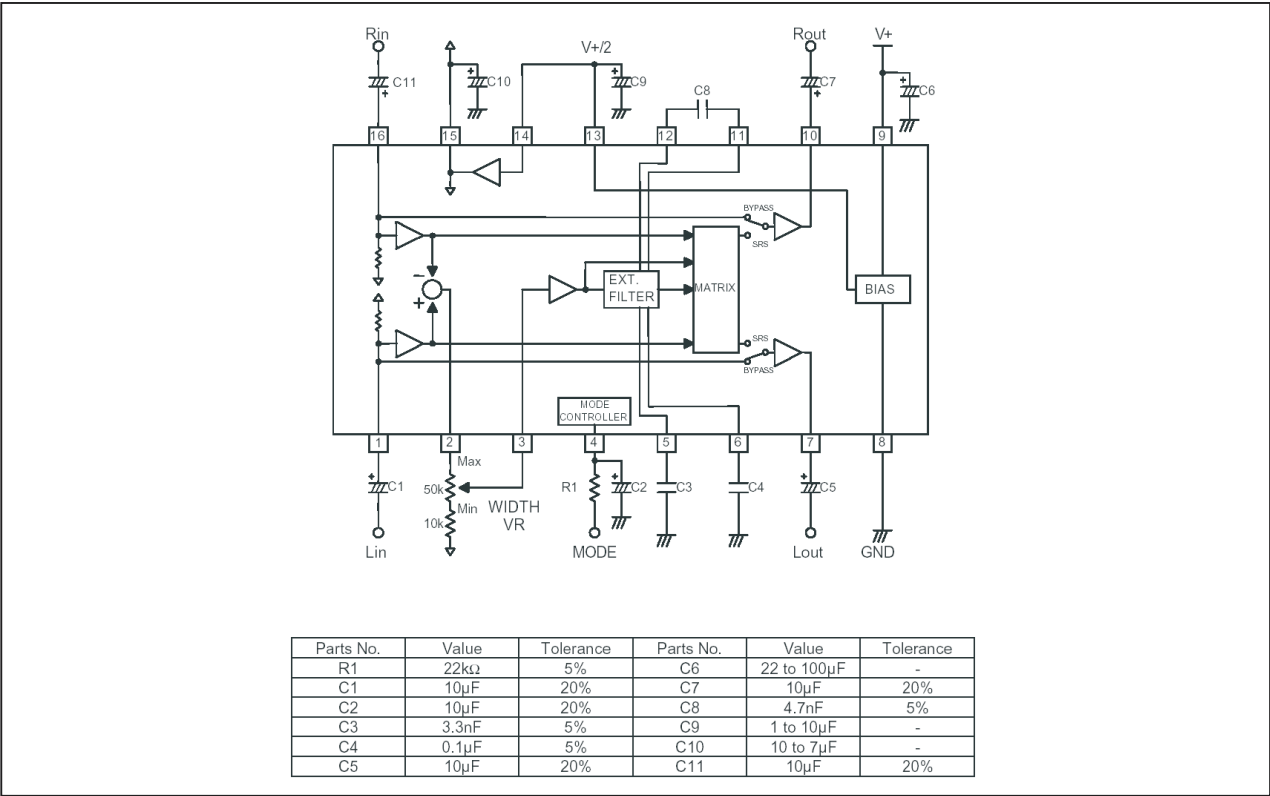 Rin
V+/2
Rout
V+
C11
+
+
C10
+
C9
C8
C7
+
+
C6
16
15
14
13
12
11
10
9
BYPASS
SRS
−
+
EXT.
FILTER
MATRIX
BIAS
SRS
BYPASS
MODE
CONTROLLER
1
2
3
4
5
6
7
8
+
C1
Max
50k
Min
10k
WIDTH
VR
R1
+
C2
C3
C4
+
C5
Lin
MODE
Lout
GND
Parts No. Value Tolerance Parts No. Value Tolerance
R1 22kΩ 5% C6 22 to 100µF -
C1 10µF 20% C7 10µF 20%
C2 10µF 20% C8 4.7nF 5%
C3 3.3nF 5% C9 1 to 10µF -
C4 0.1µF 5% C10 10 to 7µF -
C5 10µF 20% C11 10µF 20%